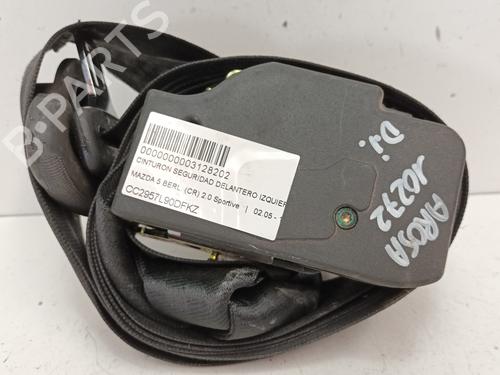 0000000003128202
CINTURON SEGURIDAD DELANTERO IZQUIER
MAZDA 5 BERL. (CR) 2.0 Sportive | 02.05 -
CC2957L90DFKZ
D.i.
10272
AROSA
B-PARTS